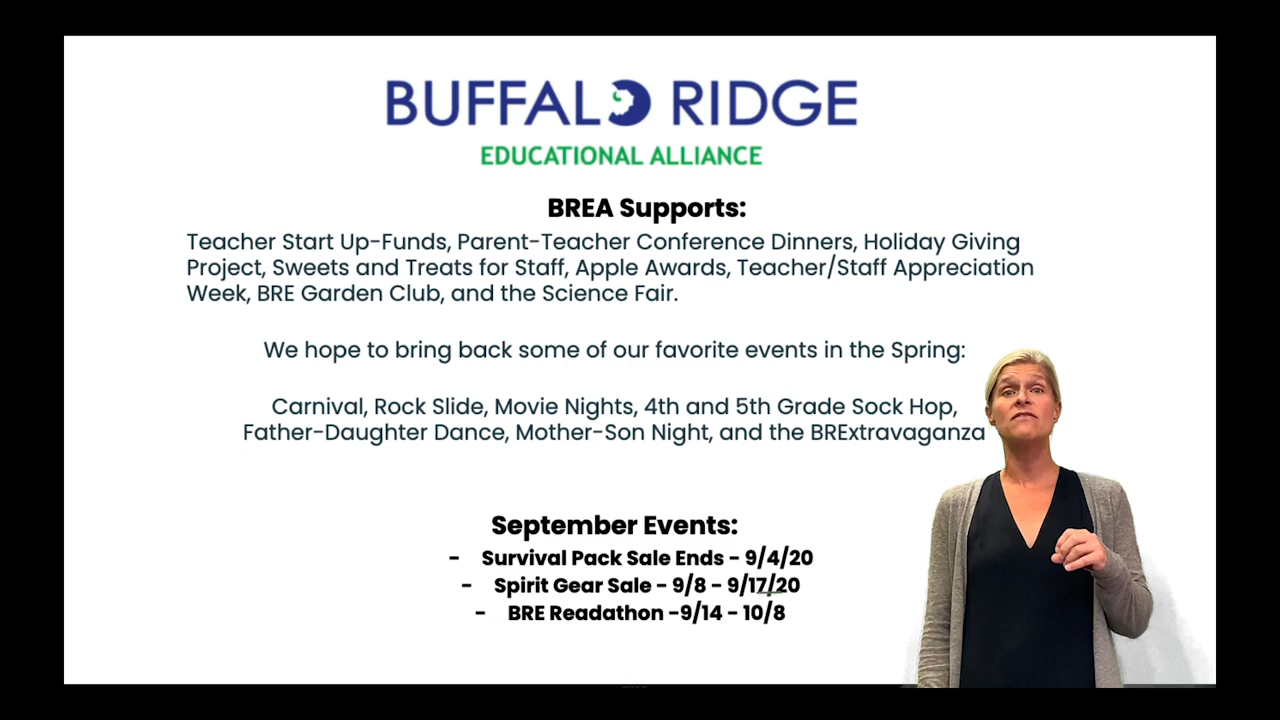 BUFFALO RIDGE
EDUCATIONAL ALLIANCE
BREA Supports:
Teacher Start Up-Funds, Parent-Teacher Conference Dinners, Holiday Giving
Project, Sweets and Treats for Staff, Apple Awards, Teacher/Staff Appreciation
Week, BRE Garden Club, and the Science Fair.
We hope to bring back some of our favorite events in the Spring:
Carnival, Rock Slide, Movie Nights, 4th and 5th Grade Sock Hop,
Father-Daughter Dance, Mother-Son Night, and the BRExtravaganza
September Events:
- Survival Pack Sale Ends - 9/4/20
- Spirit Gear Sale - 9/8 - 9/17/20
- BRE Readathon -9/14 - 10/8